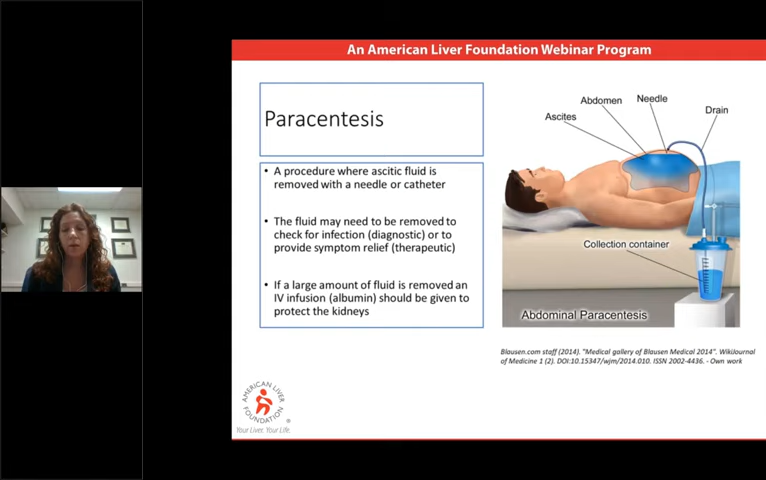 An American Liver Foundation Webinar Program
Paracentesis
• A procedure where ascitic fluid is
removed with a needle or catheter
• The fluid may need to be removed to
check for infection (diagnostic) or to
provide symptom relief (therapeutic)
• If a large amount of fluid is removed an
IV infusion (albumin) should be given to
protect the kidneys
Ascites
Abdomen
Needle
Drain
Collection container
Abdominal Paracentesis
Blausen.com staff (2014). "Medical gallery of Blausen Medical 2014". WikiJournal
of Medicine 1 (2). DOI:10.15347/wjm/2014.010. ISSN 2002-4436. - Own work
AMERICAN LIVER
FOUNDATION
®
Your Liver. Your Life.